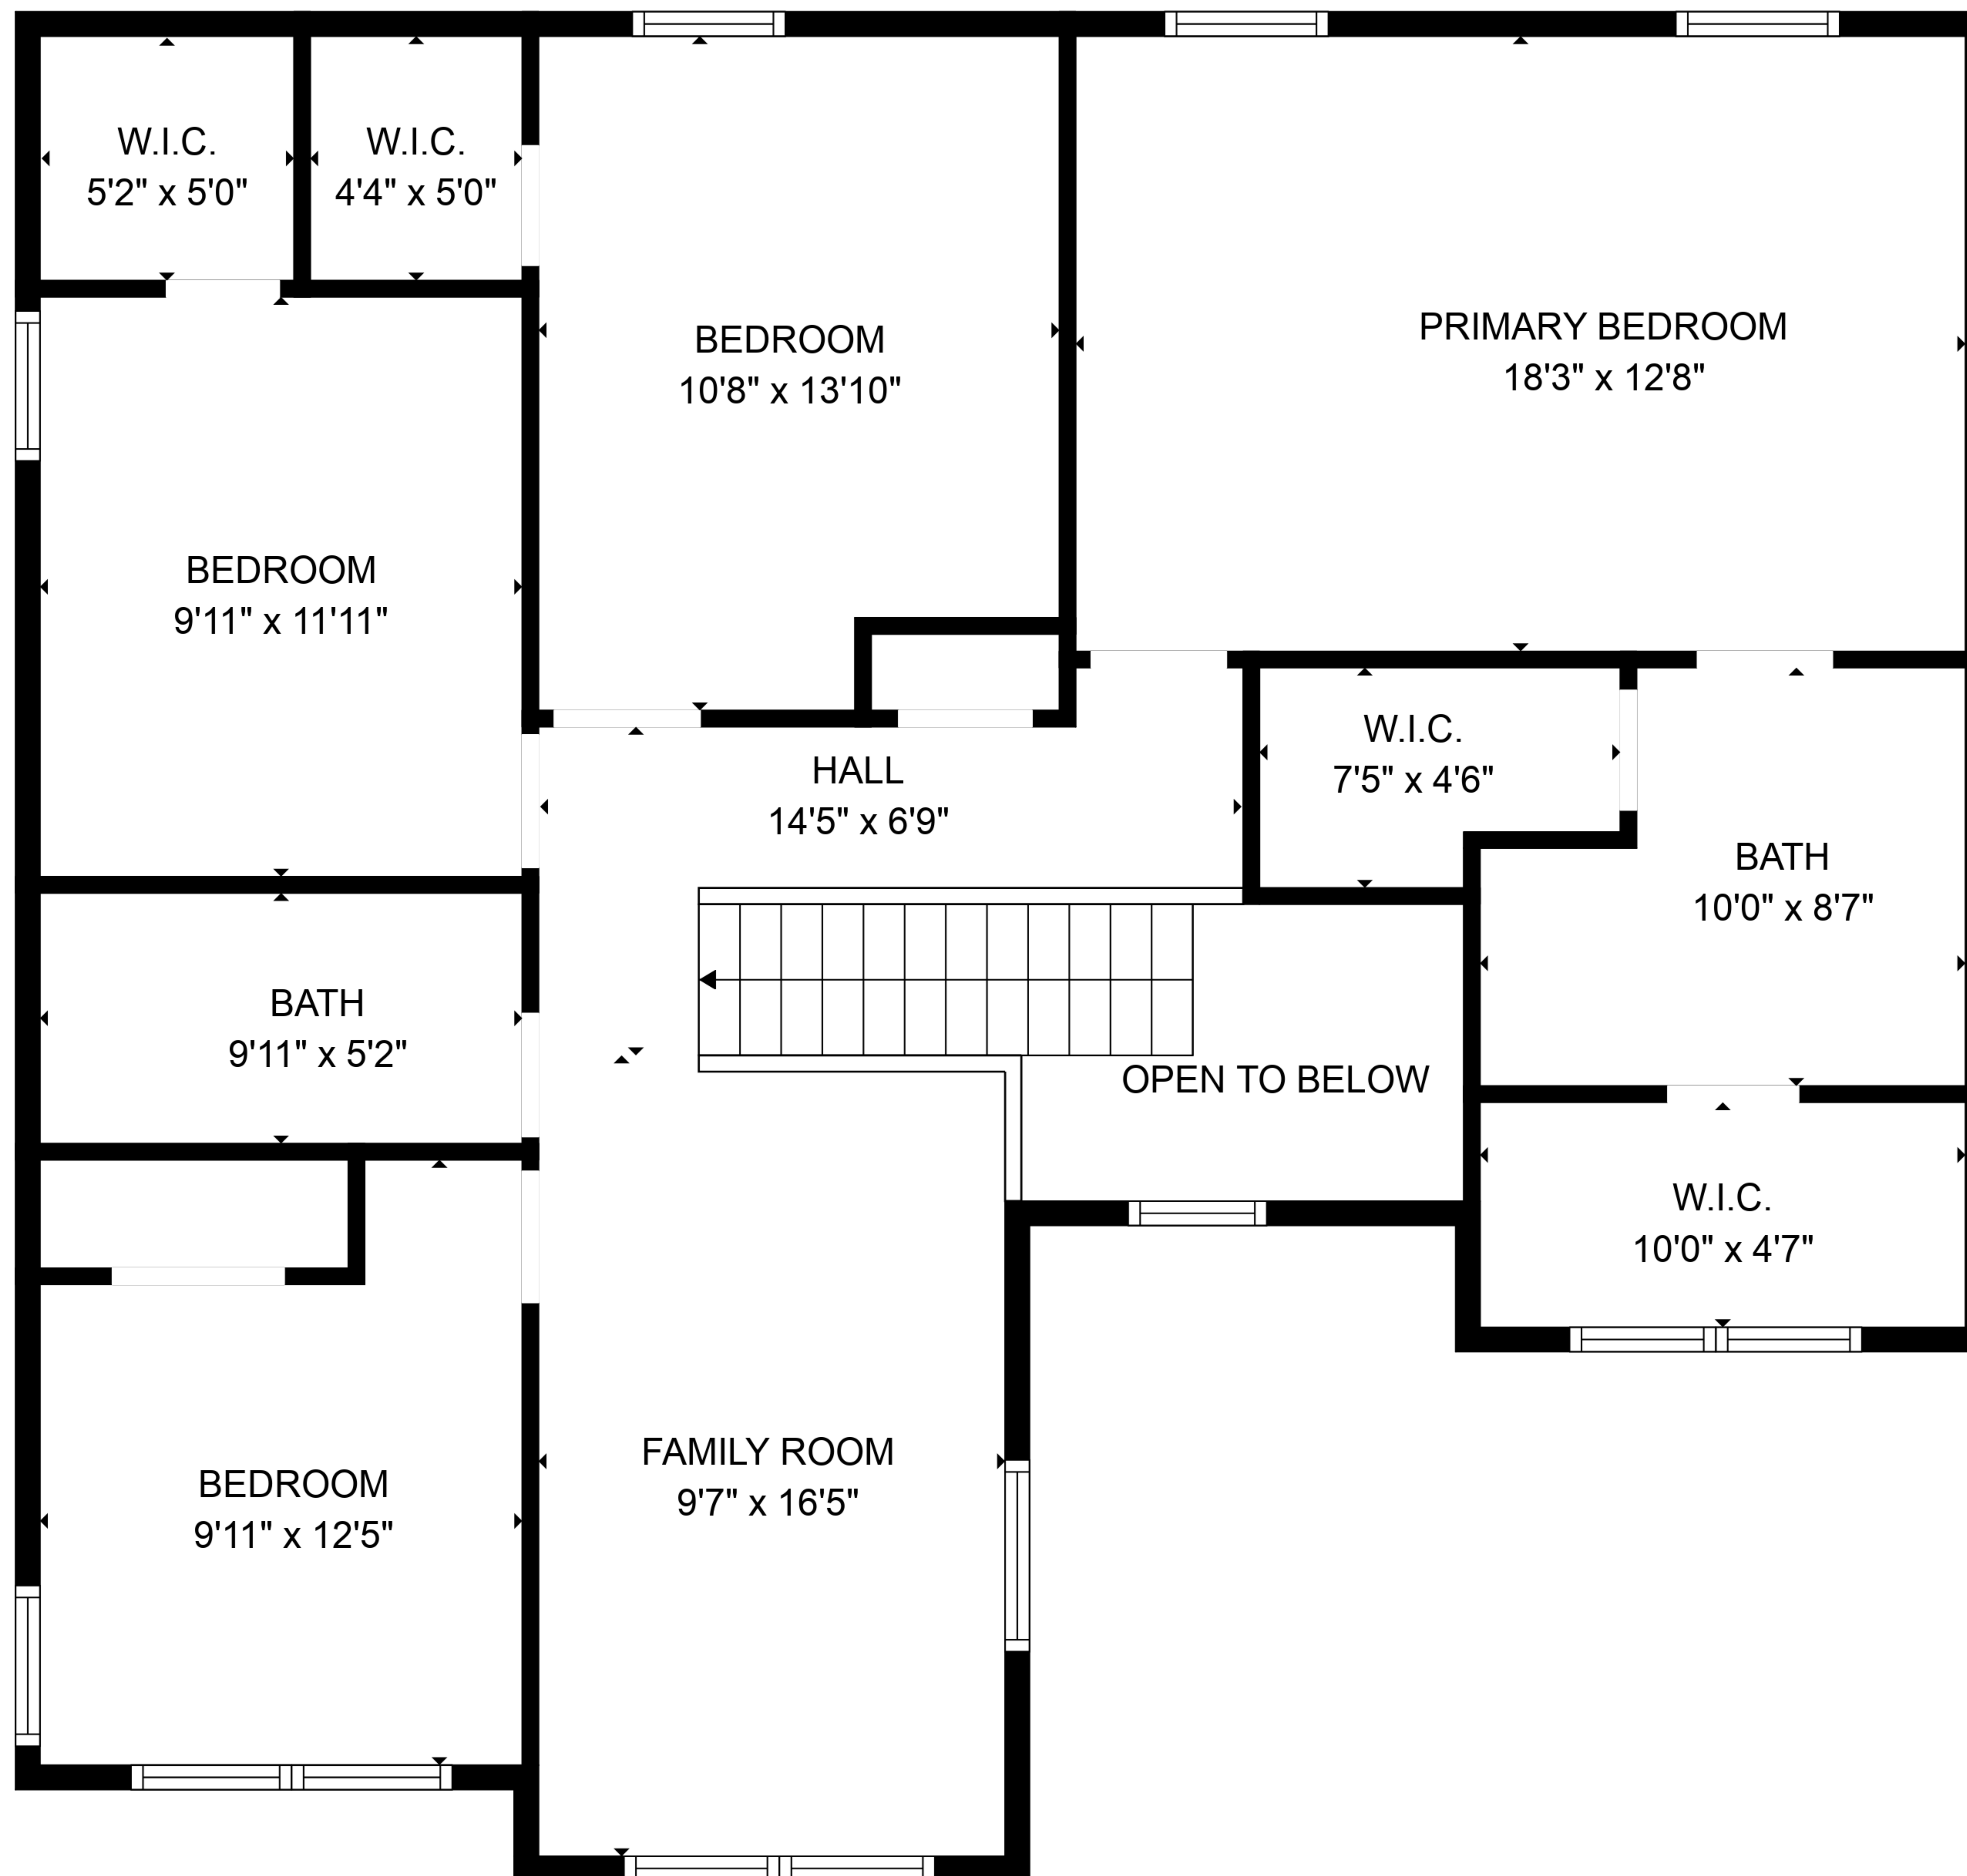 W.I.C.
5'2" x 5'0"
W.I.C.
4'4" x 5'0"
BEDROOM
10'8" x 13'10"
PRIMARY BEDROOM
18'3" x 12'8"
BEDROOM
9'11" x 11'11"
HALL
14'5" x 6'9"
W.I.C.
7'5" x 4'6"
BATH
10'0" x 8'7"
BATH
9'11" x 5'2"
OPEN TO BELOW
W.I.C.
10'0" x 4'7"
FAMILY ROOM
9'7" x 16'5"
BEDROOM
9'11" x 12'5"